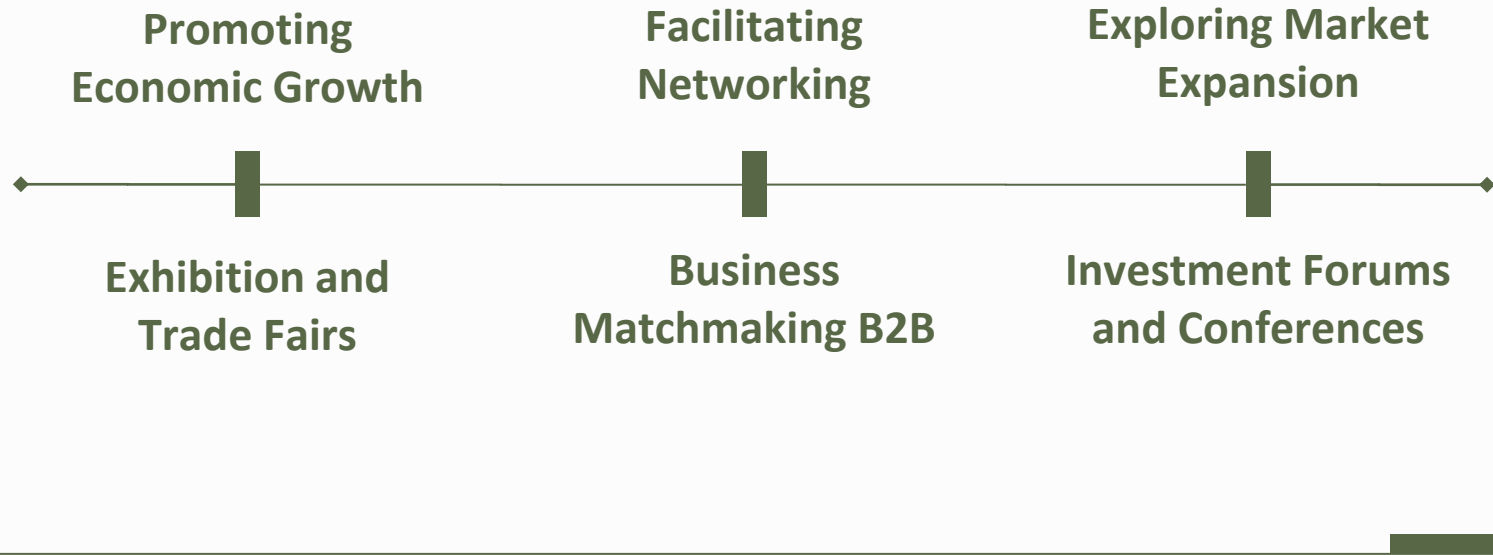 Promoting
Economic Growth
Facilitating
Networking
Exploring Market
Expansion
Exhibition and
Trade Fairs
Business
Matchmaking B2B
Investment Forums
and Conferences